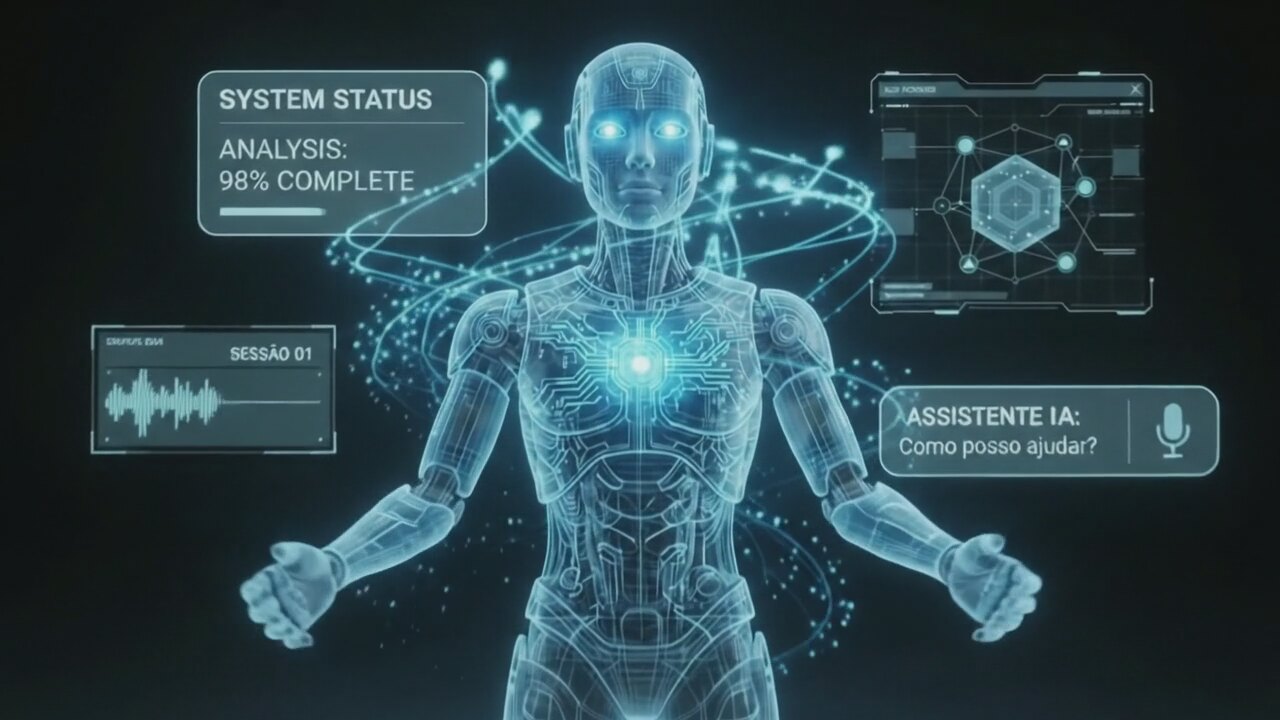 SYSTEM STATUS
ANALYSIS:
98% COMPLETE
SESSÃO 01
ASSISTENTE IA:
Como posso ajudar?